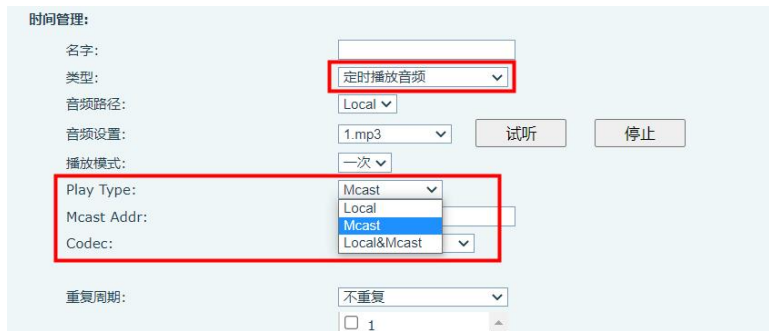 时间管理:
名字:
类型: 定时播放音频
音频路径: Local
音频设置: 1.mp3 试听 停止
播放模式: 一次
Play Type: Mcast
Local
Mcast Addr:
Mcast
Codec: Local&Mcast
重复周期: 不重复
1